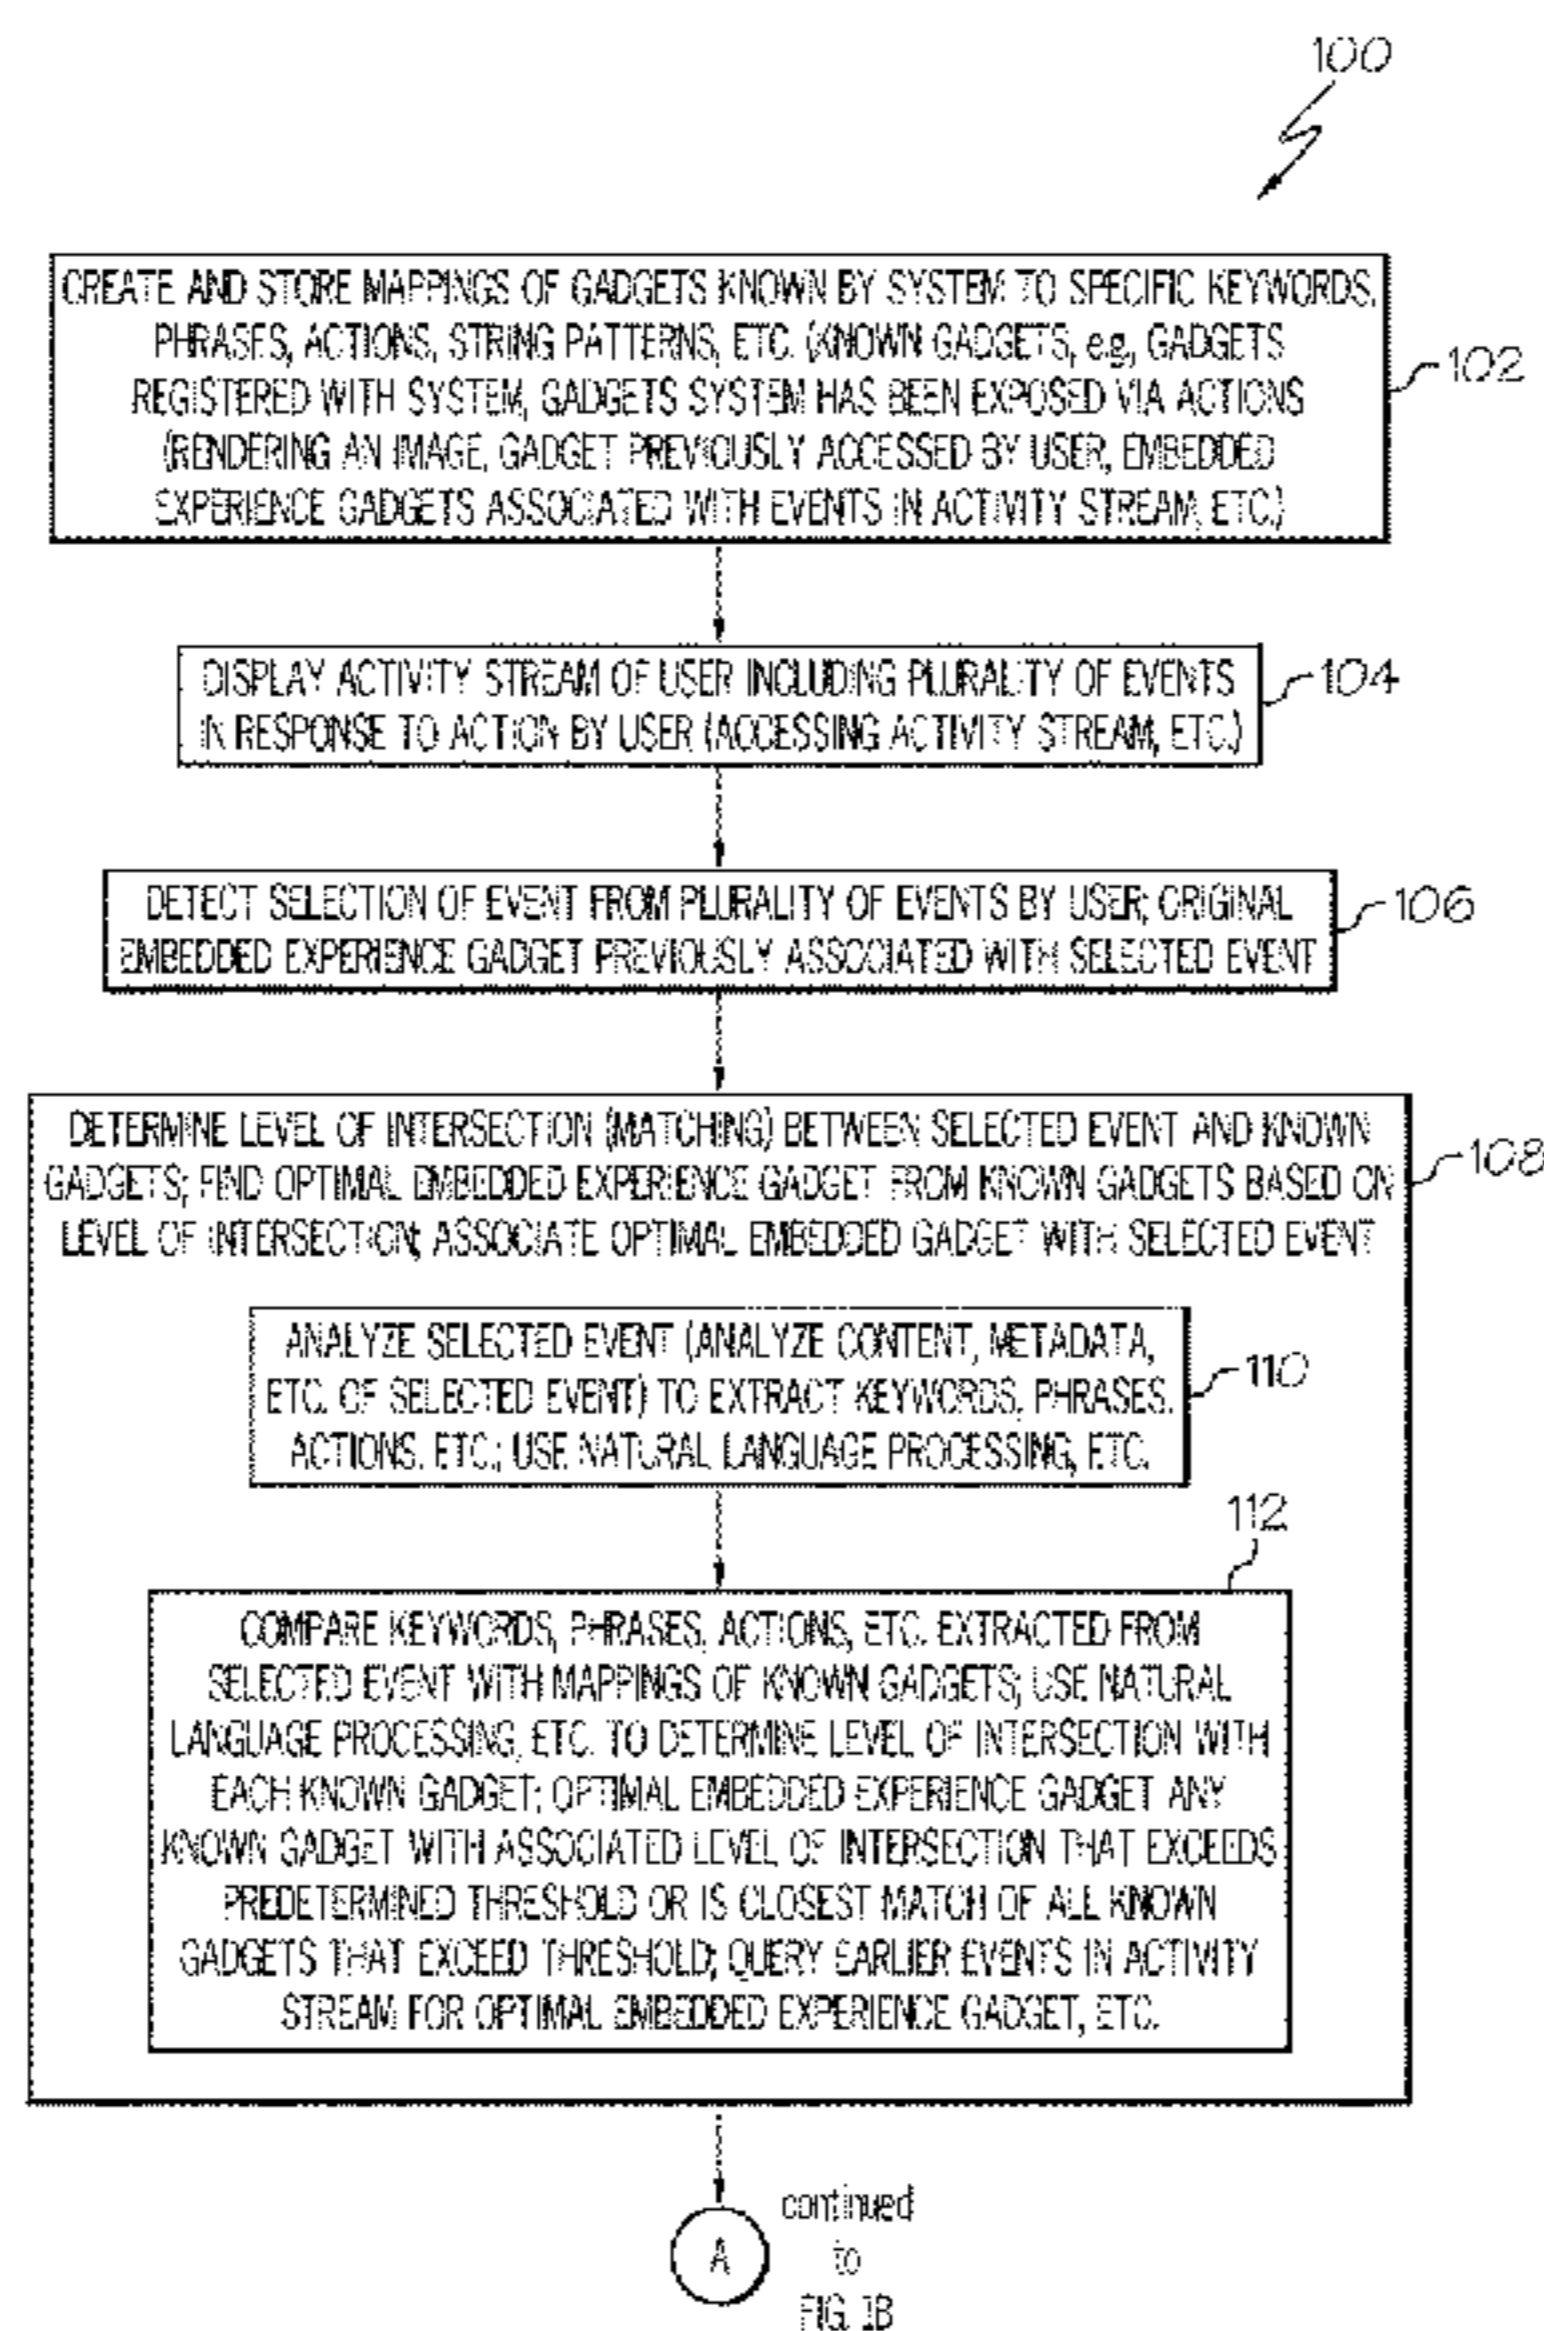 100
CREATE AND STORE MAPPINGS OF GADGETS KNOWN BY SYSTEM TO SPECIFIC KEYWORDS,
PHRASES, ACTIONS, STRING PATTERNS, ETC. (KNOWN GADGETS, e.g., GADGETS
REGISTERED WITH SYSTEM, GADGETS SYSTEM HAS BEEN EXPOSED VIA ACTIONS
(RENDERING AN IMAGE, GADGET PREVIOUSLY ACCESSED BY USER, EMBEDDED
EXPERIENCE GADGETS ASSOCIATED WITH EVENTS IN ACTIVITY STREAM, ETC.)
102
DISPLAY ACTIVITY STREAM OF USER INCLUDING PLURALITY OF EVENTS
IN RESPONSE TO ACTION BY USER (ACCESSING ACTIVITY STREAM, ETC.)
104
DETECT SELECTION OF EVENT FROM PLURALITY OF EVENTS BY USER; ORIGINAL
EMBEDDED EXPERIENCE GADGET PREVIOUSLY ASSOCIATED WITH SELECTED EVENT
106
DETERMINE LEVEL OF INTERSECTION (MATCHING) BETWEEN SELECTED EVENT AND KNOWN
GADGETS; FIND OPTIMAL EMBEDDED EXPERIENCE GADGET FROM KNOWN GADGETS BASED ON
LEVEL OF INTERSECTION; ASSOCIATE OPTIMAL EMBEDDED GADGET WITH SELECTED EVENT
108
ANALYZE SELECTED EVENT (ANALYZE CONTENT, METADATA,
ETC. OF SELECTED EVENT) TO EXTRACT KEYWORDS, PHRASES,
ACTIONS, ETC.; USE NATURAL LANGUAGE PROCESSING, ETC.
110
112
COMPARE KEYWORDS, PHRASES, ACTIONS, ETC. EXTRACTED FROM
SELECTED EVENT WITH MAPPINGS OF KNOWN GADGETS; USE NATURAL
LANGUAGE PROCESSING, ETC. TO DETERMINE LEVEL OF INTERSECTION WITH
EACH KNOWN GADGET; OPTIMAL EMBEDDED EXPERIENCE GADGET ANY
KNOWN GADGET WITH ASSOCIATED LEVEL OF INTERSECTION THAT EXCEEDS
PREDETERMINED THRESHOLD OR IS CLOSEST MATCH OF ALL KNOWN
GADGETS THAT EXCEED THRESHOLD; QUERY EARLIER EVENTS IN ACTIVITY
STREAM FOR OPTIMAL EMBEDDED EXPERIENCE GADGET, ETC.
A
continued
to
FIG. 1B